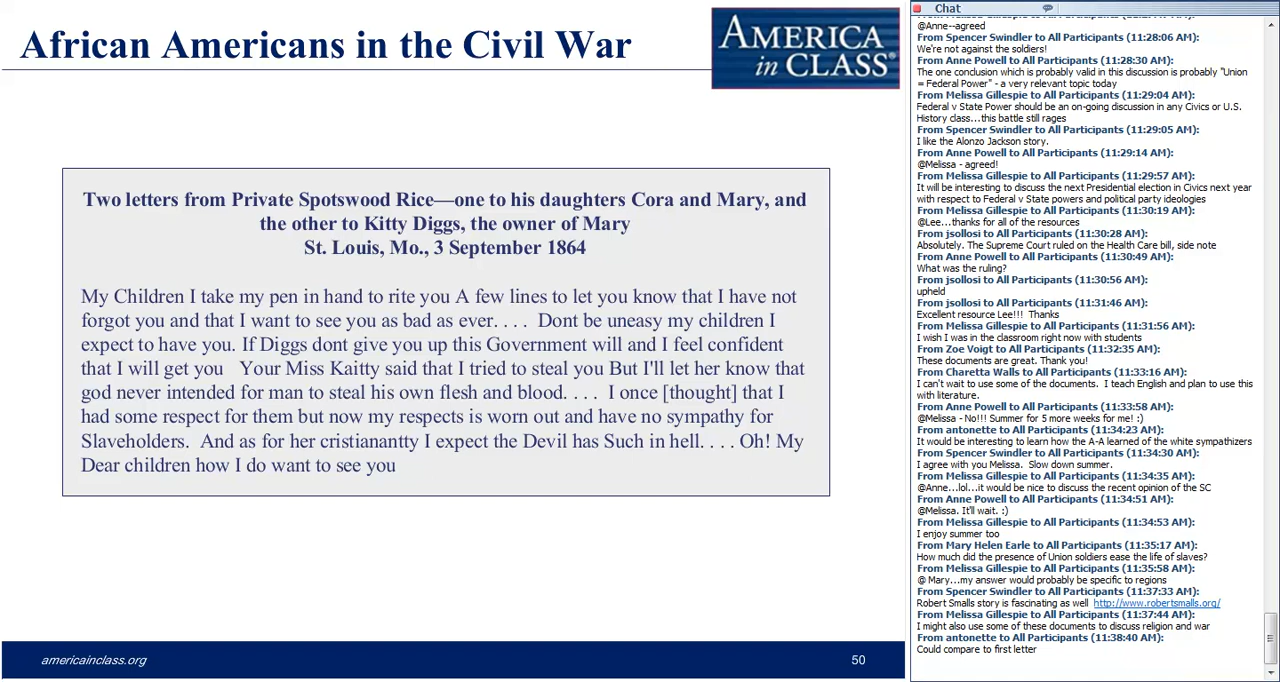 African Americans in the Civil War
AMERICA
in CLASS®
Two letters from Private Spotswood Rice—one to his daughters Cora and Mary, and
the other to Kitty Diggs, the owner of Mary
St. Louis, Mo., 3 September 1864
My Children I take my pen in hand to rite you A few lines to let you know that I have not
forgot you and that I want to see you as bad as ever. . . .  Dont be uneasy my children I
expect to have you. If Diggs dont give you up this Government will and I feel confident
that I will get you   Your Miss Kaitty said that I tried to steal you But I'll let her know that
god never intended for man to steal his own flesh and blood. . . .  I once [thought] that I
had some respect for them but now my respects is worn out and have no sympathy for
Slaveholders.  And as for her cristianantty I expect the Devil has Such in hell. . . . Oh! My
Dear children how I do want to see you
americainclass.org
50
Chat
@Anne--agreed
From Spencer Swindler to All Participants (11:28:06 AM):
We're not against the soldiers!
From Anne Powell to All Participants (11:28:30 AM):
The one conclusion which is probably valid in this discussion is probably "Union
= Federal Power" - a very relevant topic today
From Melissa Gillespie to All Participants (11:29:04 AM):
Federal v State Power should be an on-going discussion in any Civics or U.S.
History class...this battle still rages
From Spencer Swindler to All Participants (11:29:05 AM):
I like the Alonzo Jackson story.
From Anne Powell to All Participants (11:29:14 AM):
@Melissa - agreed!
From Melissa Gillespie to All Participants (11:29:57 AM):
It will be interesting to discuss the next Presidential election in Civics next year
with respect to Federal v State powers and political party ideologies
From Melissa Gillespie to All Participants (11:30:19 AM):
@Lee...thanks for all of the resources
From jsollosi to All Participants (11:30:28 AM):
Absolutely. The Supreme Court ruled on the Health Care bill, side note
From Anne Powell to All Participants (11:30:49 AM):
What was the ruling?
From jsollosi to All Participants (11:30:56 AM):
upheld
From jsollosi to All Participants (11:31:46 AM):
Excellent resource Lee!!!  Thanks
From Melissa Gillespie to All Participants (11:31:56 AM):
I wish I was in the classroom right now with students
From Zoe Voigt to All Participants (11:32:35 AM):
These documents are great. Thank you!
From Charetta Walls to All Participants (11:33:16 AM):
I can't wait to use some of the documents.  I teach English and plan to use this
with literature.
From Anne Powell to All Participants (11:33:58 AM):
@Melissa - No!!! Summer for 5 more weeks for me! :)
From antonette to All Participants (11:34:23 AM):
It would be interesting to learn how the A-A learned of the white sympathizers
From Spencer Swindler to All Participants (11:34:30 AM):
I agree with you Melissa.  Slow down summer.
From Melissa Gillespie to All Participants (11:34:35 AM):
@Anne...lol...it would be nice to discuss the recent opinion of the SC
From Anne Powell to All Participants (11:34:51 AM):
@Melissa. It'll wait. :)
From Melissa Gillespie to All Participants (11:34:53 AM):
I enjoy summer too
From Mary Helen Earle to All Participants (11:35:17 AM):
How much did the presence of Union soldiers ease the life of slaves?
From Melissa Gillespie to All Participants (11:35:58 AM):
@ Mary...my answer would probably be specific to regions
From Spencer Swindler to All Participants (11:37:33 AM):
Robert Smalls story is fascinating as well  http://www.robertsmalls.org/
From Melissa Gillespie to All Participants (11:37:44 AM):
I might also use some of these documents to discuss religion and war
From antonette to All Participants (11:38:40 AM):
Could compare to first letter